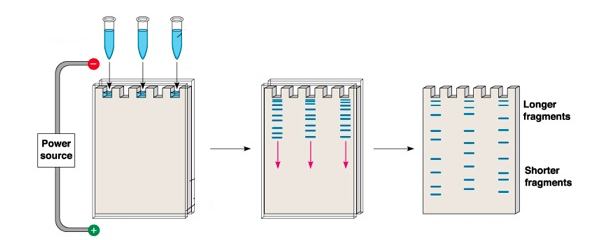 −
Power
source
+
Longer
fragments
Shorter
fragments